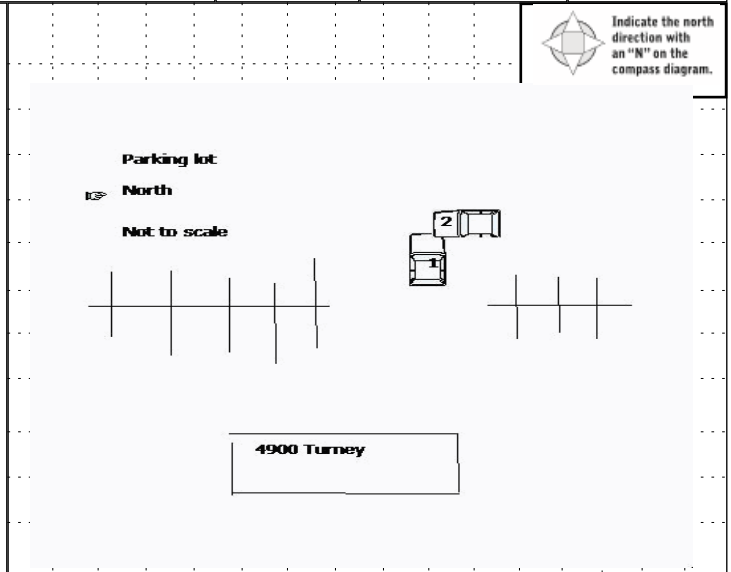 Indicate the north
direction with
an “N” on the
compass diagram.
Parking lot
North
Not to scale
2
1
4900 Turney